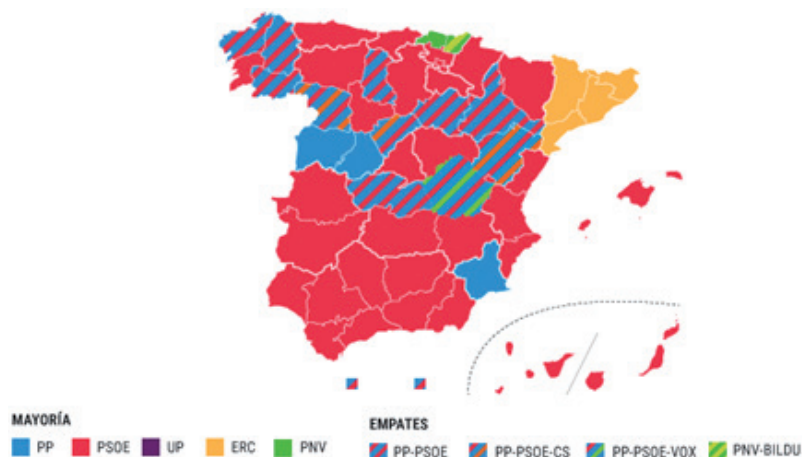 MAYORÍA
PP PSOE UP ERC PNV
EMPATES
PP-PSOE PP-PSOE-CS PP-PSOE-VOX PNV-BILDU